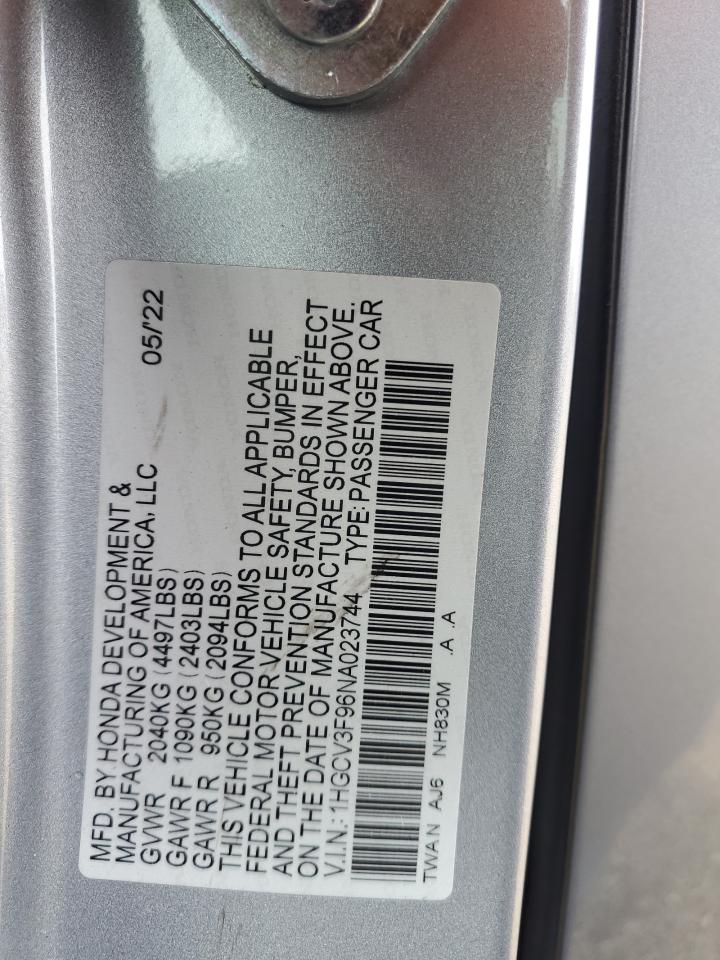 MFD. BY HONDA DEVELOPMENT &
MANUFACTURING OF AMERICA, LLC 05/'22
GVWR 2040KG (4497LBS)
GAWR F 1090KG (2403LBS)
GAWR R 950KG (2094LBS)
THIS VEHICLE CONFORMS TO ALL APPLICABLE
FEDERAL MOTOR VEHICLE SAFETY, BUMPER,
AND THEFT PREVENTION STANDARDS IN EFFECT
ON THE DATE OF MANUFACTURE SHOWN ABOVE.
V.I.N.: 1HGCV3F96NA023744 TYPE: PASSENGER CAR
TWAN AJ6 NH830M .A .A